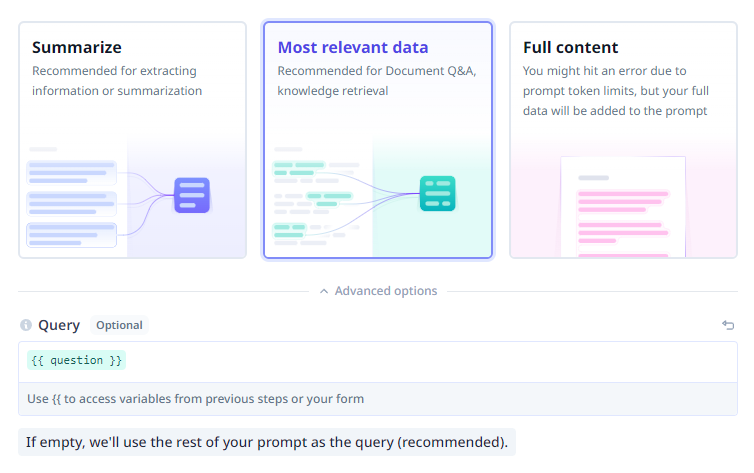 Summarize
Recommended for extracting
information or summarization
Most relevant data
Recommended for Document Q&A,
knowledge retrieval
Full content
You might hit an error due to
prompt token limits, but your full
data will be added to the prompt
Advanced options
Query Optional
{{ question }}
Use {{ to access variables from previous steps or your form
If empty, we'll use the rest of your prompt as the query (recommended).